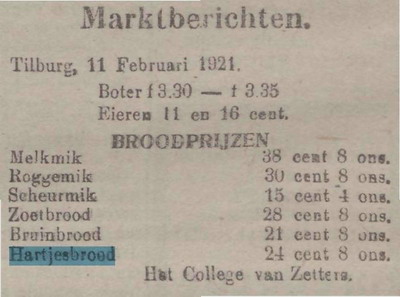 Marktberichten.
Tilburg, 11 Februari 1921.
Boter f 3.30 — f 3.35
Eieren 11 en 16 cent.
BROODPRIJZEN
Melkmik 38 cent 8 ons.
Roggemik 30 cent 8 ons.
Scheurmik 15 cent 4 ons.
Zoetbrood 28 cent 8 ons.
Bruinbrood 21 cent 8 ons.
Hartjesbrood 24 cent 8 ons.
Het College van Zetters.